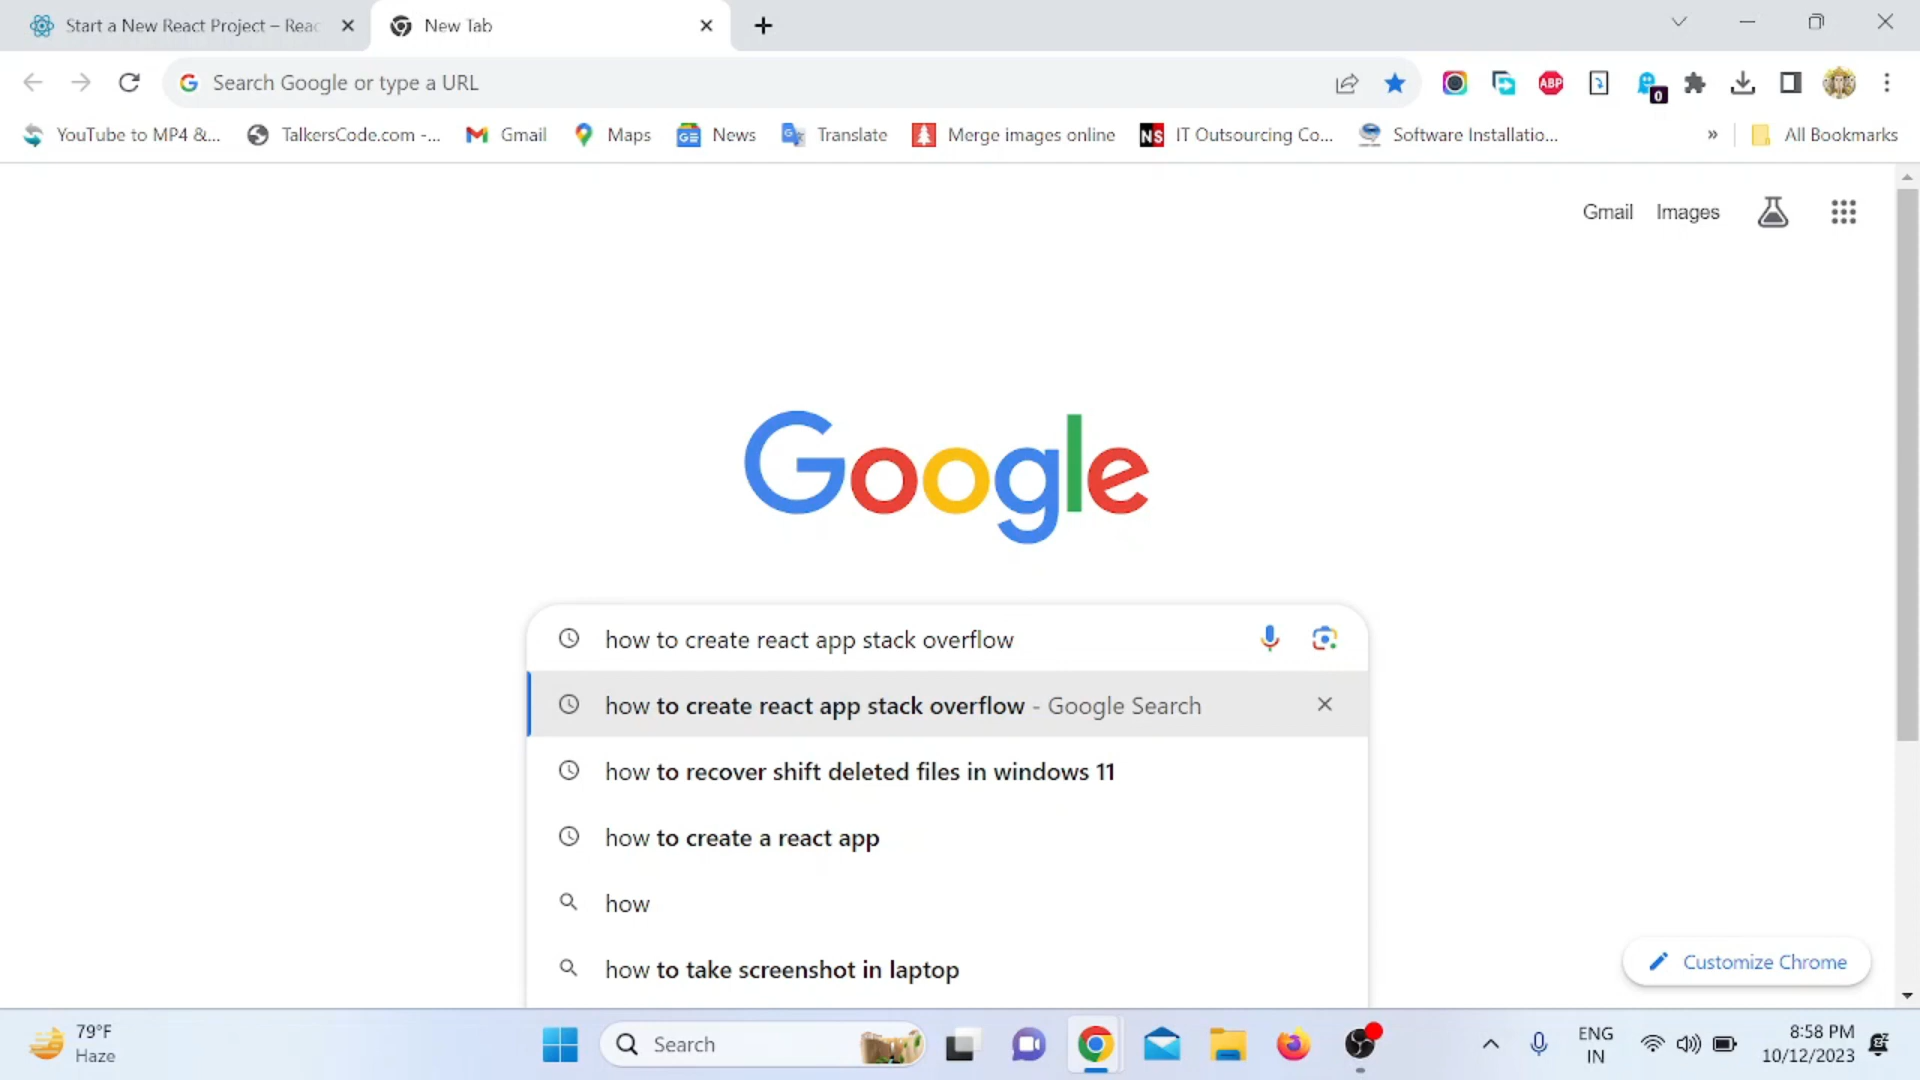 Start a New React Project – Reac
New Tab
Search Google or type a URL
ABP
0
YouTube to MP4 &...
TalkersCode.com -...
Gmail
Maps
GE
News
Translate
Merge images online
NS
IT Outsourcing Co...
Software Installatio...
»
All Bookmarks
Gmail
Images
Google
how to create react app stack overflow
how to create react app stack overflow - Google Search
how to recover shift deleted files in windows 11
how to create a react app
how
how to take screenshot in laptop
Customize Chrome
79°F
Haze
Search
ENG
IN
8:58 PM
10/12/2023